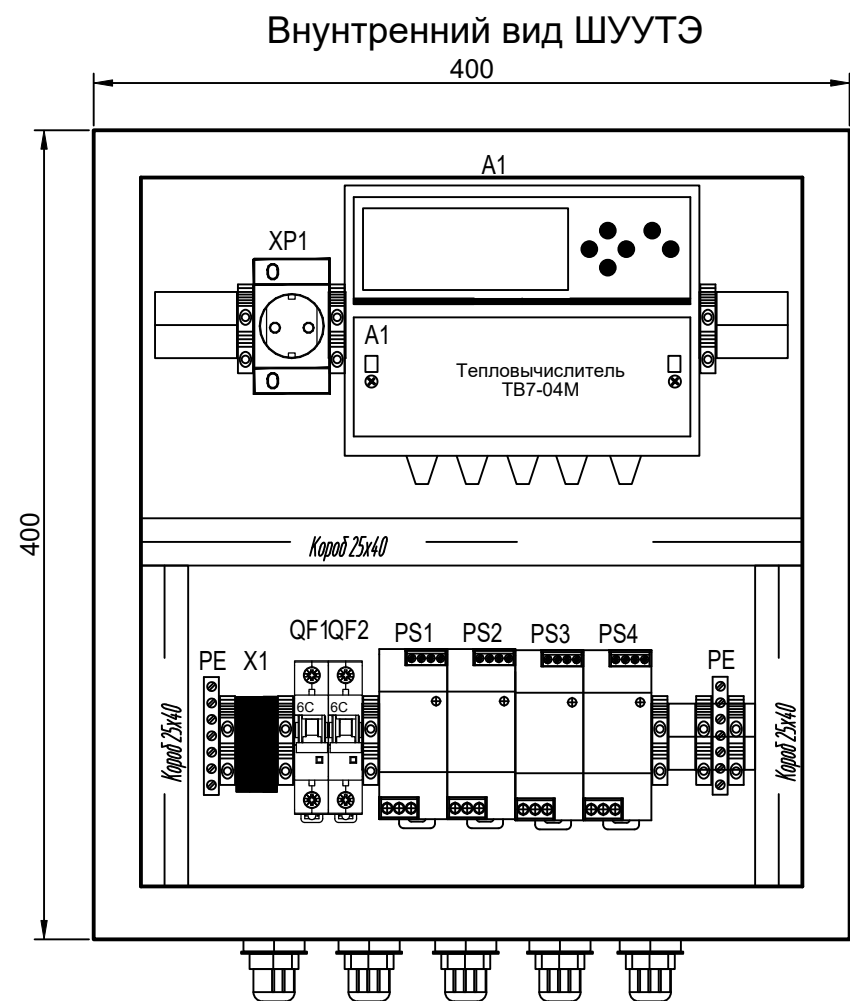 Внунтренний вид ШУУТЭ
400
A1
XP1
A1
Тепловычислитель
ТВ7-04М
400
Короб 25х40
QF1QF2 PS1 PS2 PS3 PS4
PE X1 PE
6C 6C
Короб 25х40
Короб 25х40